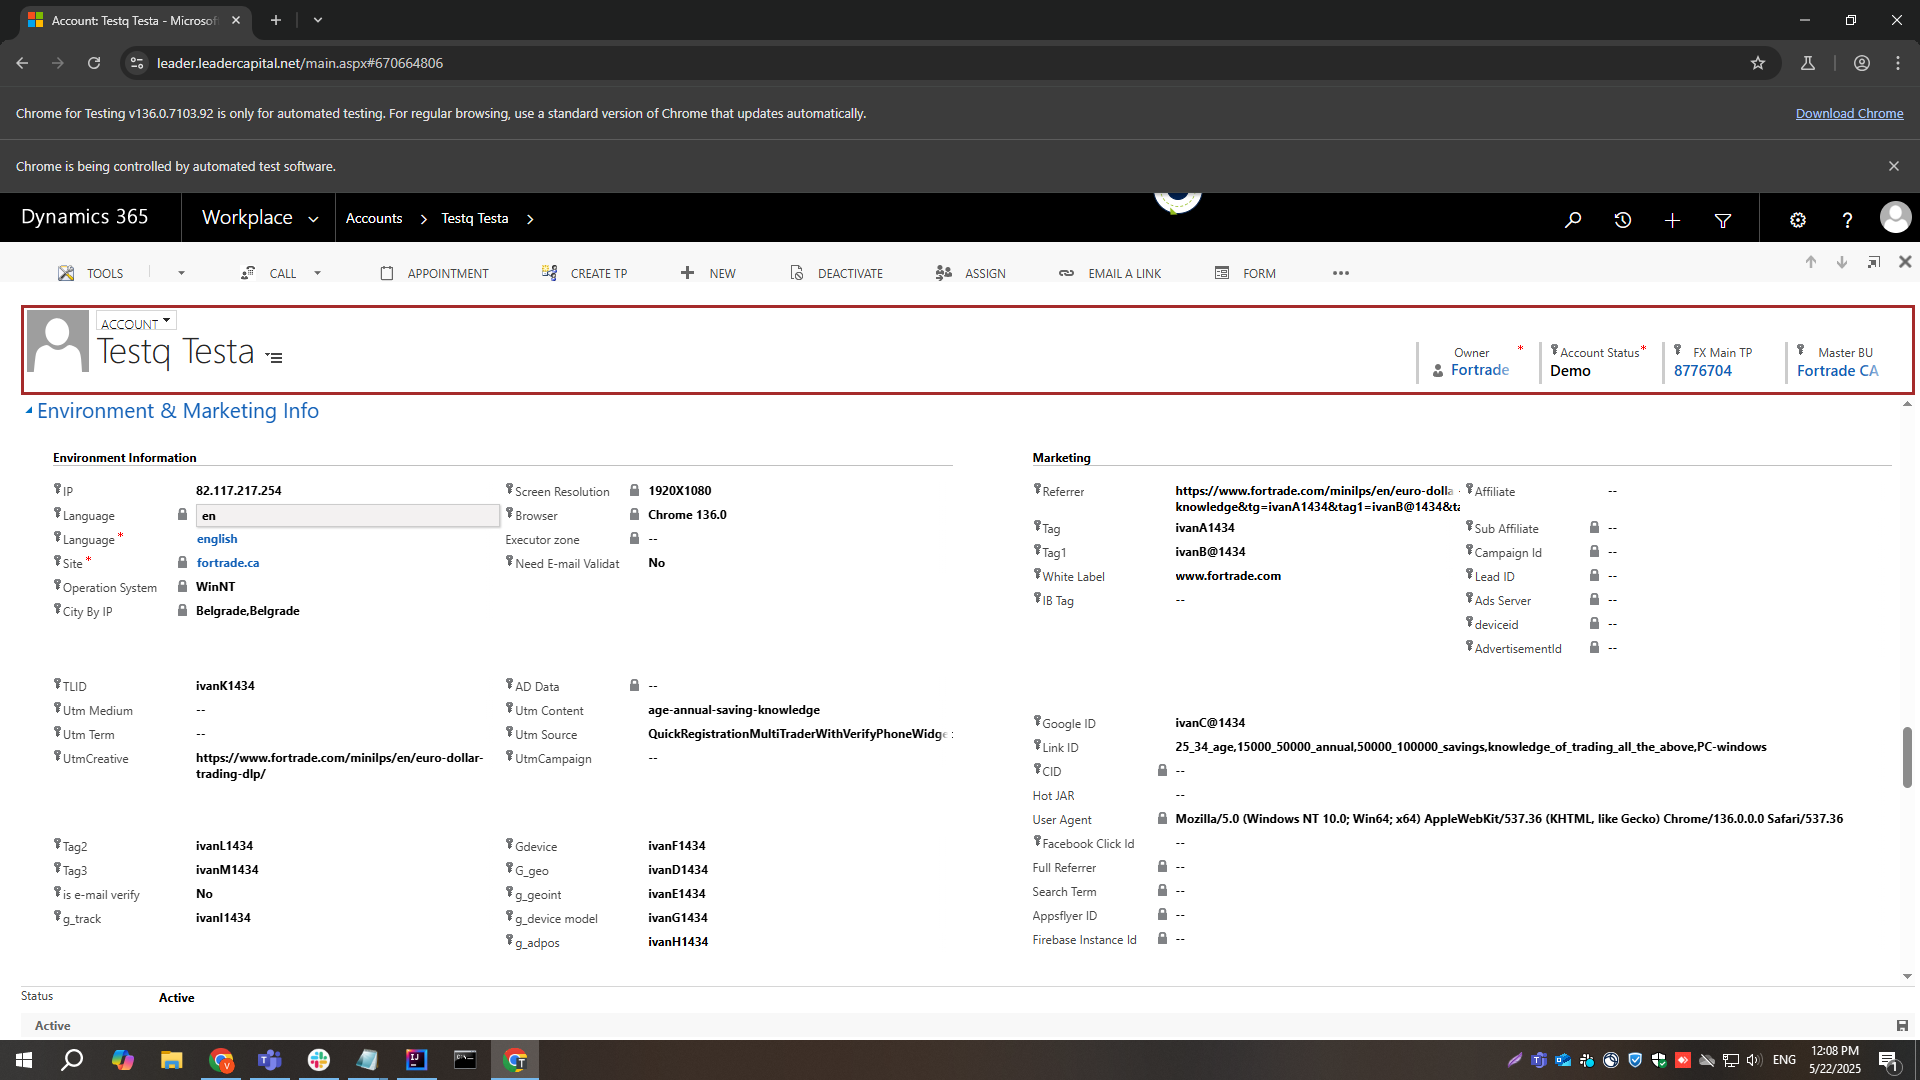 Account: Testq Testa - Microsof
leader.leadercapital.net/main.aspx#670664806
Chrome for Testing v136.0.7103.92 is only for automated testing. For regular browsing, use a standard version of Chrome that updates automatically.
Download Chrome
Chrome is being controlled by automated test software.
Dynamics 365
Workplace
Accounts
Testq Testa
TOOLS
CALL
APPOINTMENT
CREATE TP
NEW
DEACTIVATE
ASSIGN
EMAIL A LINK
FORM
ACCOUNT
Testq Testa
Owner *
Fortrade
Account Status*
Demo
FX Main TP
8776704
Master BU
Fortrade CA
Environment & Marketing Info
Environment Information
IP 82.117.217.254
Language en
Language* english
Site* fortrade.ca
Operation System WinNT
City By IP Belgrade,Belgrade
Screen Resolution 1920X1080
Browser Chrome 136.0
Executor zone --
Need E-mail Validat No
TLID ivanK1434
Utm Medium --
Utm Term --
UtmCreative https://www.fortrade.com/minilps/en/euro-dollar-
trading-dlp/
AD Data --
Utm Content age-annual-saving-knowledge
Utm Source QuickRegistrationMultiTraderWithVerifyPhoneWidge
UtmCampaign --
Tag2 ivanL1434
Tag3 ivanM1434
is e-mail verify No
g_track ivanI1434
Gdevice ivanF1434
G_geo ivanD1434
g_geoint ivanE1434
g_device model ivanG1434
g_adpos ivanH1434
Marketing
Referrer https://www.fortrade.com/minilps/en/euro-dolla
knowledge&tg=ivanA1434&tag1=ivanB@1434&ta
Tag ivanA1434
Tag1 ivanB@1434
White Label www.fortrade.com
IB Tag --
Affiliate --
Sub Affiliate --
Campaign Id --
Lead ID --
Ads Server --
deviceid --
AdvertisementId --
Google ID ivanC@1434
Link ID 25_34_age,15000_50000_annual,50000_100000_savings,knowledge_of_trading_all_the_above,PC-windows
CID --
Hot JAR --
User Agent Mozilla/5.0 (Windows NT 10.0; Win64; x64) AppleWebKit/537.36 (KHTML, like Gecko) Chrome/136.0.0.0 Safari/537.36
Facebook Click Id --
Full Referrer --
Search Term --
Appsflyer ID --
Firebase Instance Id --
Status Active
Active
ENG
12:08 PM
5/22/2025
1